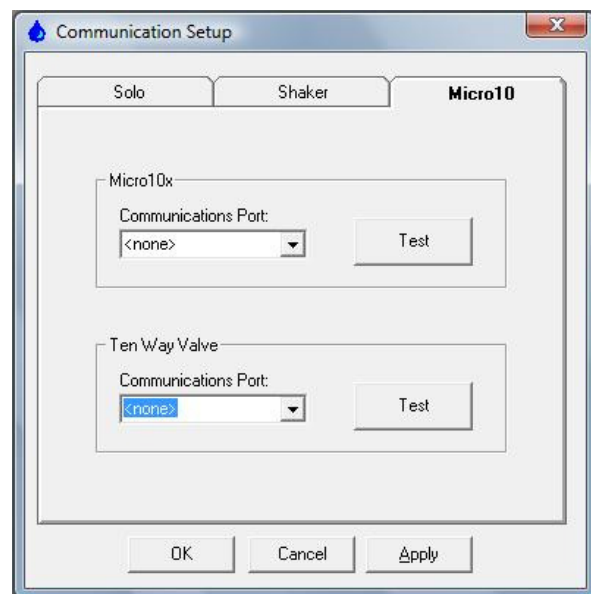 Communication Setup
Solo Shaker Micro10
Micro10x
Communications Port:
<none> Test
Ten Way Valve
Communications Port:
<none> Test
OK Cancel Apply